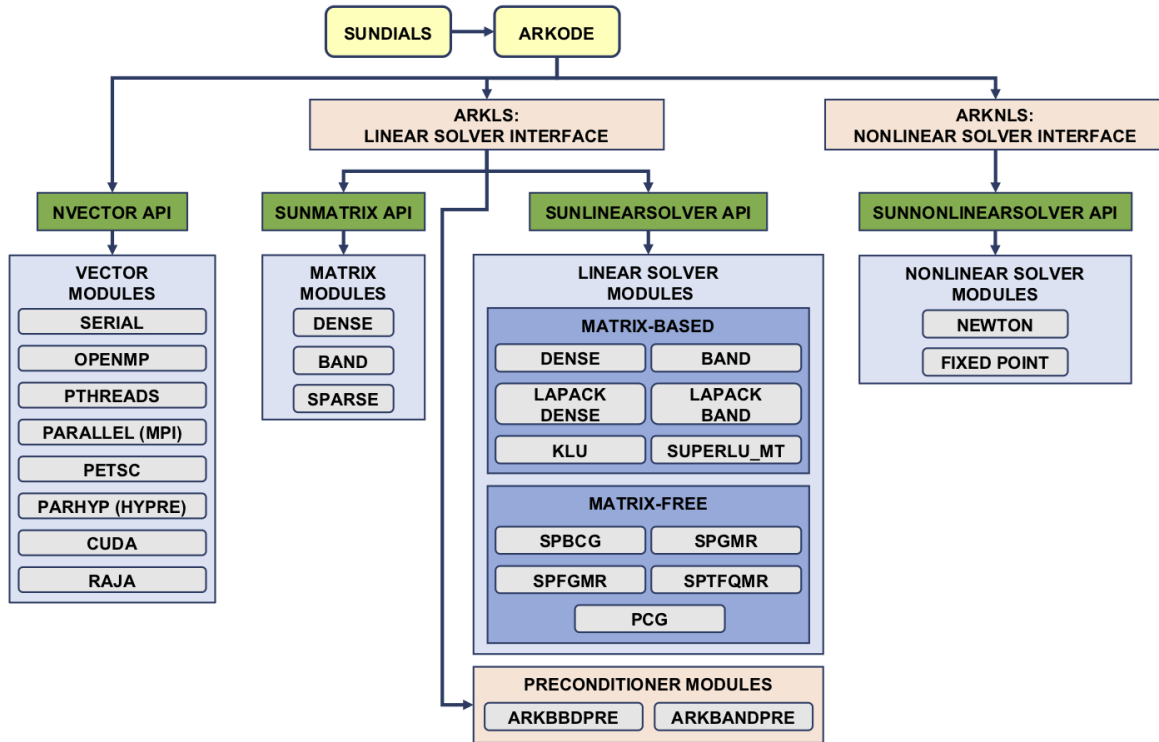 SUNDIALS
ARKODE
ARKLS:
LINEAR SOLVER INTERFACE
ARKNLS:
NONLINEAR SOLVER INTERFACE
NVECTOR API
SUNMATRIX API
SUNLINEARSOLVER API
SUNNONLINEARSOLVER API
VECTOR
MODULES
SERIAL
OPENMP
PTHREADS
PARALLEL (MPI)
PETSC
PARHYP (HYPRE)
CUDA
RAJA
MATRIX
MODULES
DENSE
BAND
SPARSE
LINEAR SOLVER
MODULES
MATRIX-BASED
DENSE
BAND
LAPACK
DENSE
LAPACK
BAND
KLU
SUPERLU_MT
MATRIX-FREE
SPBCG
SPGMR
SPFGMR
SPTFQMR
PCG
NONLINEAR SOLVER
MODULES
NEWTON
FIXED POINT
PRECONDITIONER MODULES
ARKBBDPRE
ARKBANDPRE